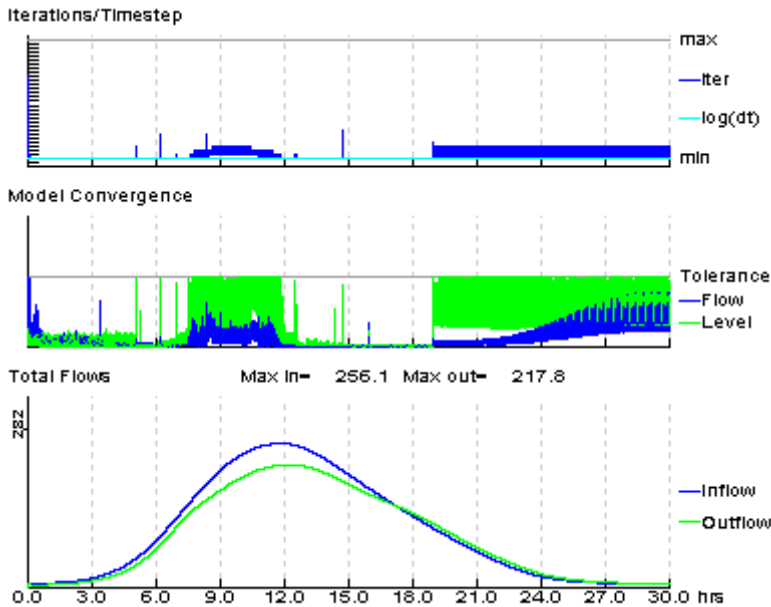 Iterations/Timestep
max
Iter
log(dt)
min
Model Convergence
Tolerance
Flow
Level
Total Flows Max in= 256.1 Max out= 217.8
282
Inflow
Outflow
0.0 3.0 6.0 9.0 12.0 15.0 18.0 21.0 24.0 27.0 30.0 hrs